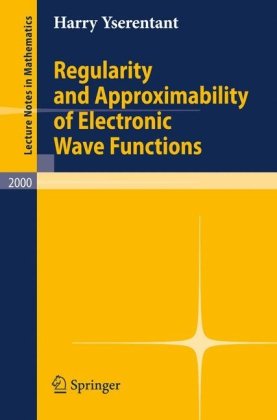 Harry Yserentant
Lecture Notes in Mathematics
2000
Regularity
and Approximability
of Electronic
Wave Functions
Springer